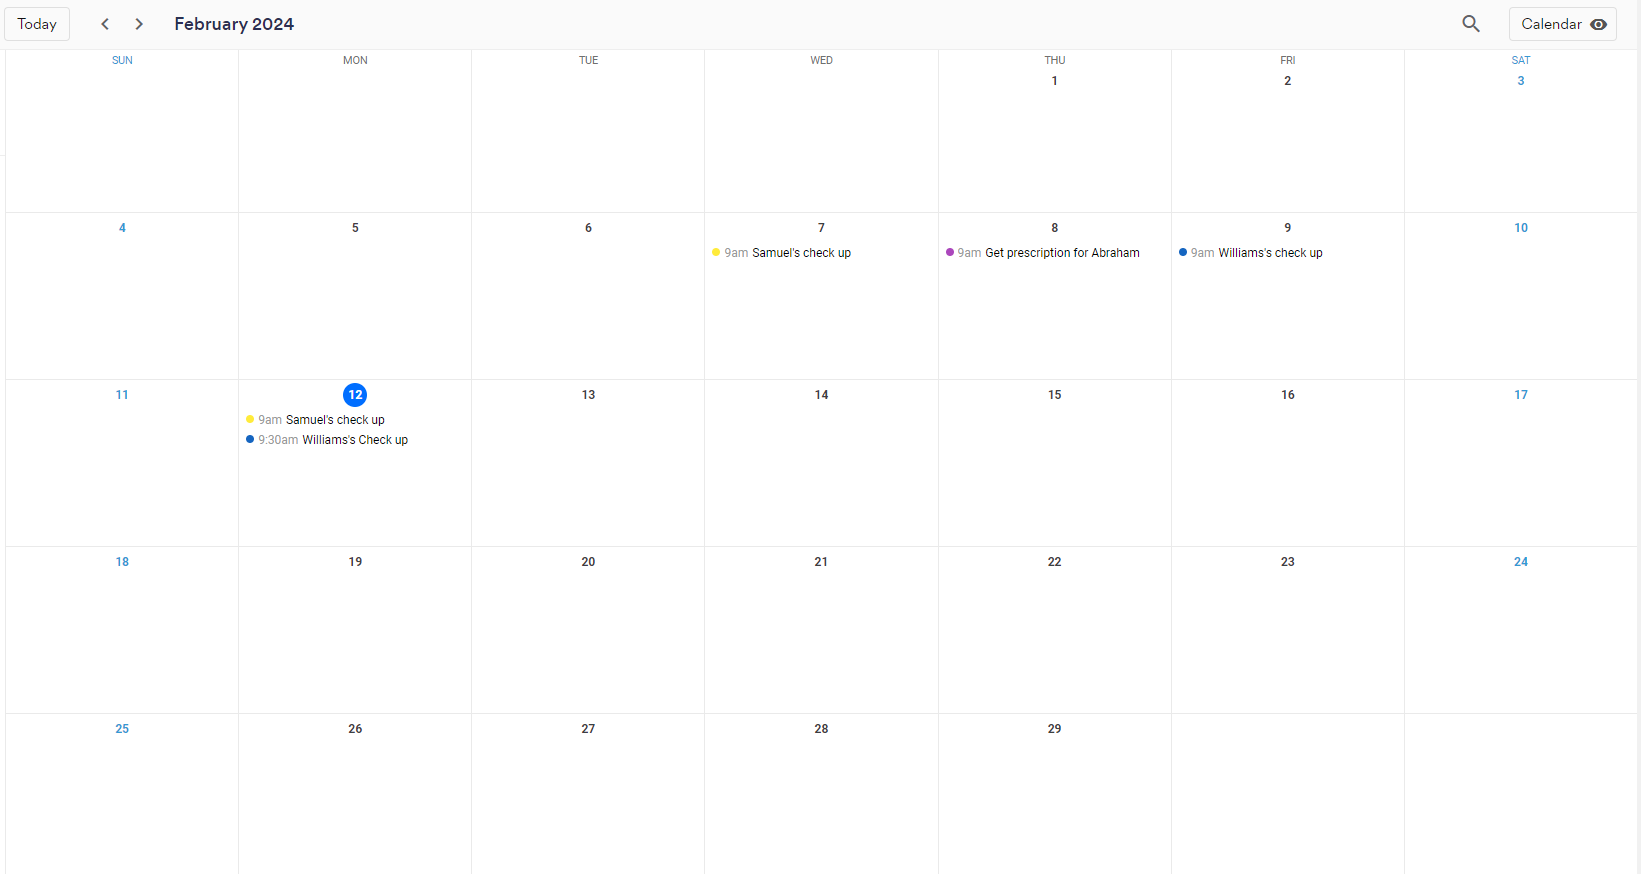 Today February 2024 Calendar
SUN MON TUE WED THU FRI SAT
1 2 3
4 5 6 7 8 9 10
9am Samuel's check up 9am Get prescription for Abraham 9am Williams's check up
11 12 13 14 15 16 17
9am Samuel's check up
9:30am Williams's Check up
18 19 20 21 22 23 24
25 26 27 28 29